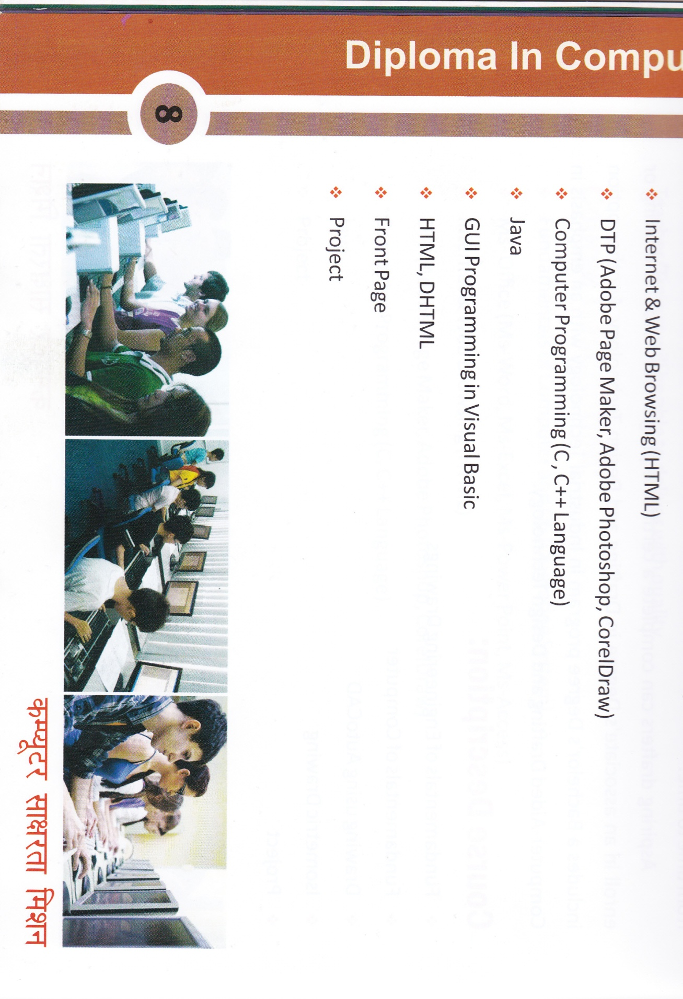 Diploma In Compu
8
Internet & Web Browsing (HTML)
DTP (Adobe Page Maker, Adobe Photoshop, CorelDraw)
Computer Programming (C , C++ Language)
Java
GUI Programming in Visual Basic
HTML, DHTML
Front Page
Project
कम्प्यूटर साक्षरता मिशन